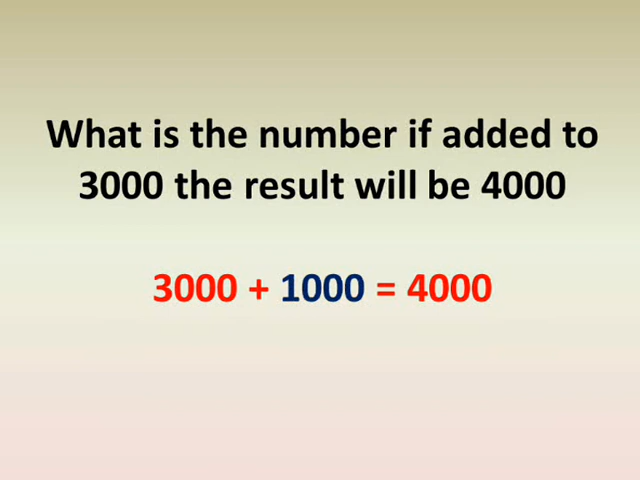 What is the number if added to
3000 the result will be 4000
3000 + 1000 = 4000